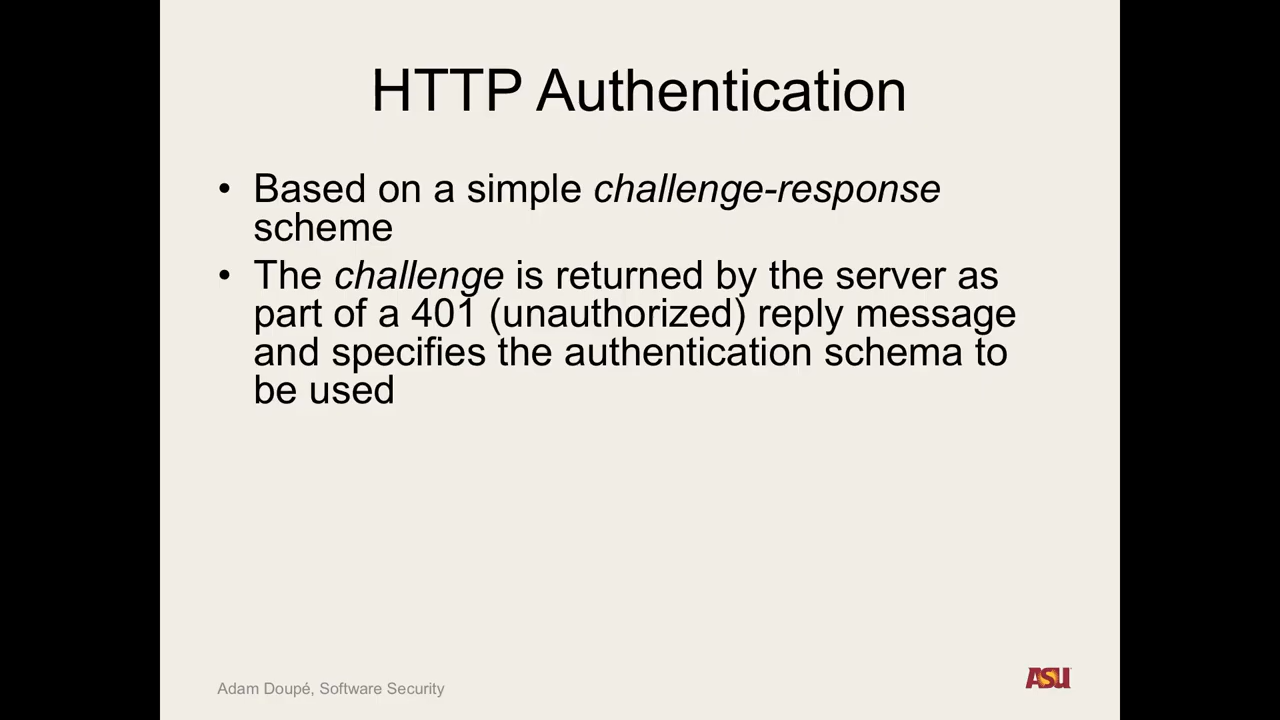 HTTP Authentication
• Based on a simple challenge-response
scheme
• The challenge is returned by the server as
part of a 401 (unauthorized) reply message
and specifies the authentication schema to
be used
Adam Doupé, Software Security
ASU